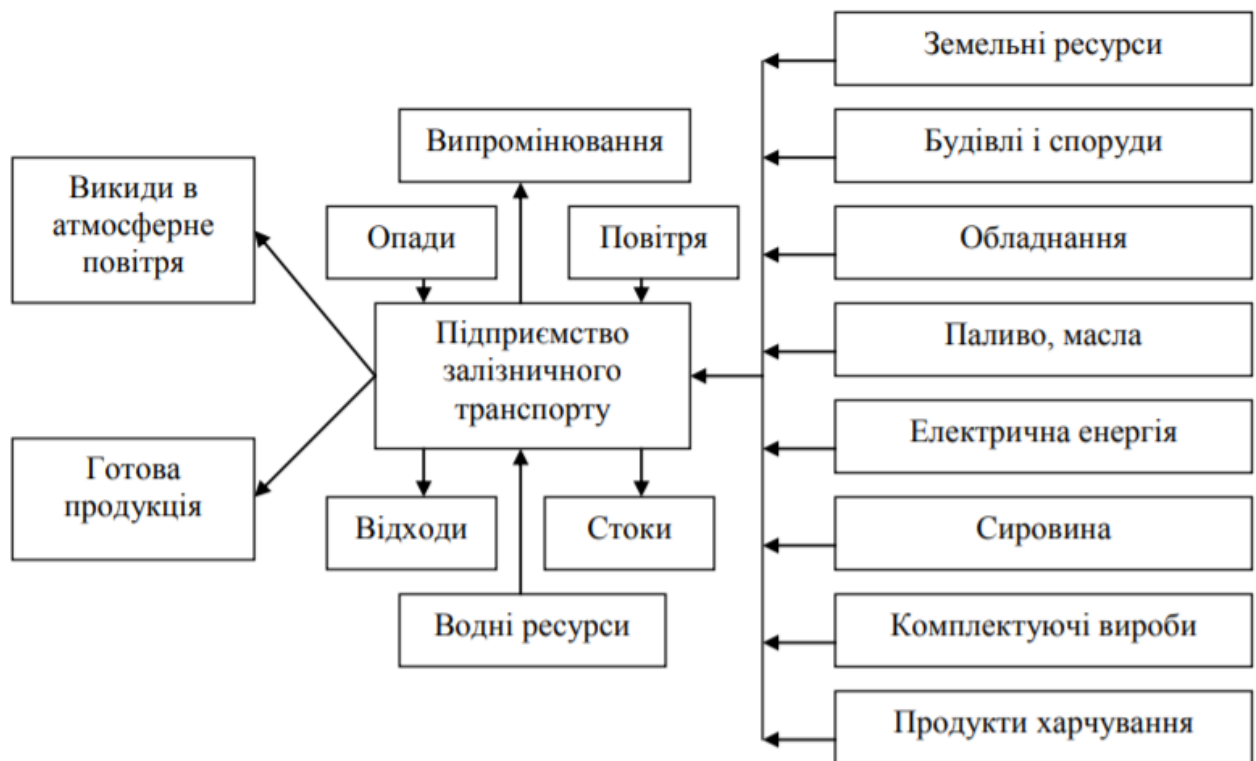 Земельні ресурси
Випромінювання
Будівлі і споруди
Викиди в
атмосферне
повітря
Опади
Повітря
Обладнання
Підприємство
залізничного
транспорту
Паливо, масла
Електрична енергія
Готова
продукція
Відходи
Стоки
Сировина
Водні ресурси
Комплектуючі вироби
Продукти харчування